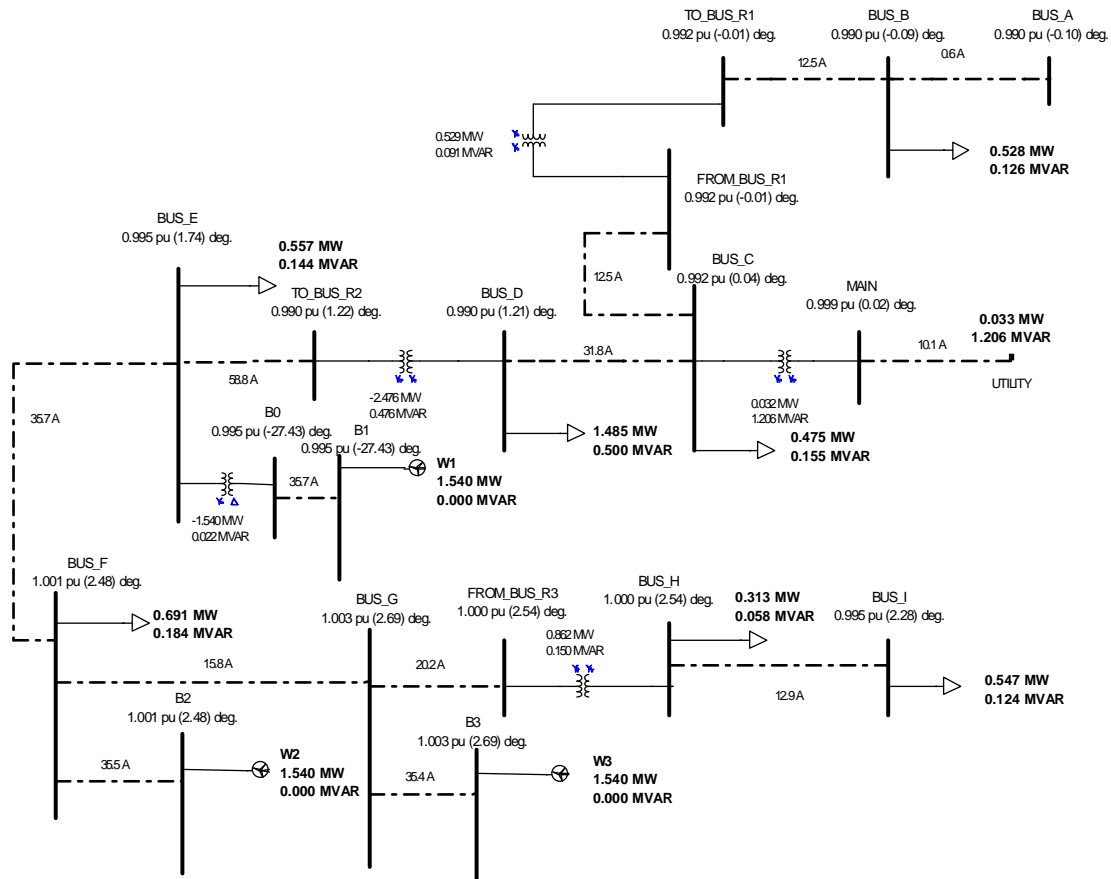 TO_BUS_R1
0.992 pu (-0.01) deg.
BUS_B
0.990 pu (-0.09) deg.
BUS_A
0.990 pu (-0.10) deg.
12.5 A
0.6 A
0.529 MW
0.091 MVAR
0.528 MW
0.126 MVAR
FROM_BUS_R1
0.992 pu (-0.01) deg.
BUS_E
0.995 pu (1.74) deg.
0.557 MW
0.144 MVAR
TO_BUS_R2
0.990 pu (1.22) deg.
BUS_D
0.990 pu (1.21) deg.
12.5 A
BUS_C
0.992 pu (0.04) deg.
MAIN
0.999 pu (0.02) deg.
0.033 MW
1.206 MVAR
58.8 A
31.8 A
10.1 A
UTILITY
-2.476 MW
0.476 MVAR
0.032 MW
1.206 MVAR
35.7 A
B0
0.995 pu (-27.43) deg.
B1
0.995 pu (-27.43) deg.
1.485 MW
0.500 MVAR
0.475 MW
0.155 MVAR
W1
1.540 MW
0.000 MVAR
35.7 A
-1.540 MW
0.022 MVAR
BUS_F
1.001 pu (2.48) deg.
0.691 MW
0.184 MVAR
BUS_G
1.003 pu (2.69) deg.
FROM_BUS_R3
1.000 pu (2.54) deg.
BUS_H
1.000 pu (2.54) deg.
0.313 MW
0.058 MVAR
BUS_I
0.995 pu (2.28) deg.
0.862 MW
0.150 MVAR
15.8 A
20.2 A
12.9 A
0.547 MW
0.124 MVAR
B2
1.001 pu (2.48) deg.
B3
1.003 pu (2.69) deg.
W2
1.540 MW
0.000 MVAR
W3
1.540 MW
0.000 MVAR
35.5 A
35.4 A